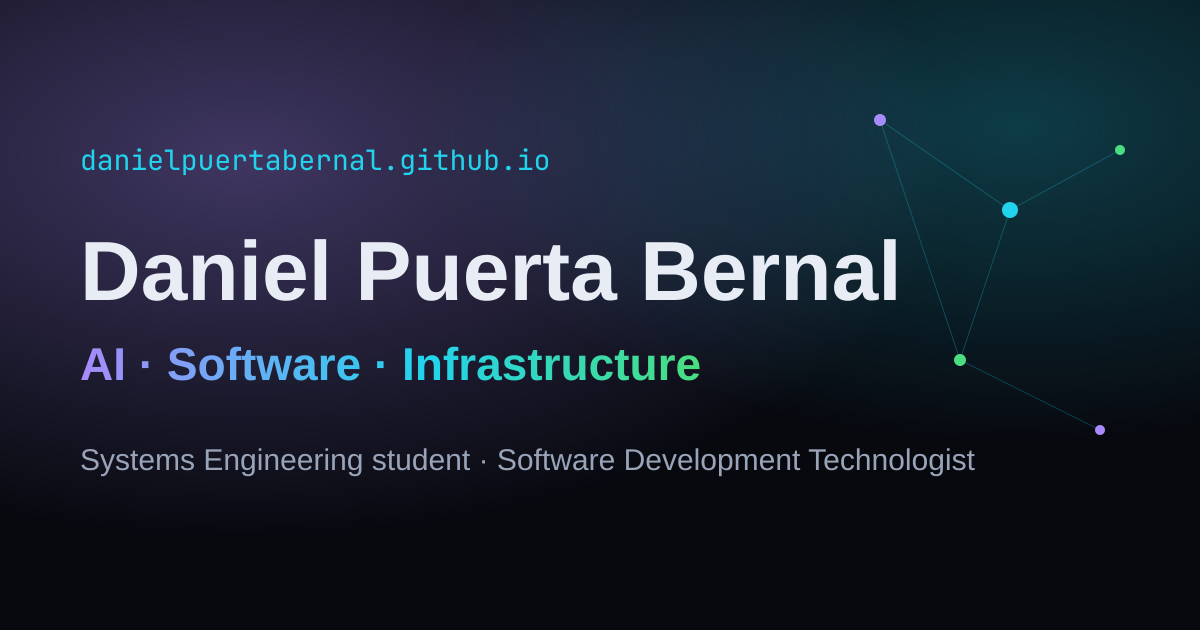 danielpuertabernal.github.io
Daniel Puerta Bernal
AI · Software · Infrastructure
Systems Engineering student · Software Development Technologist